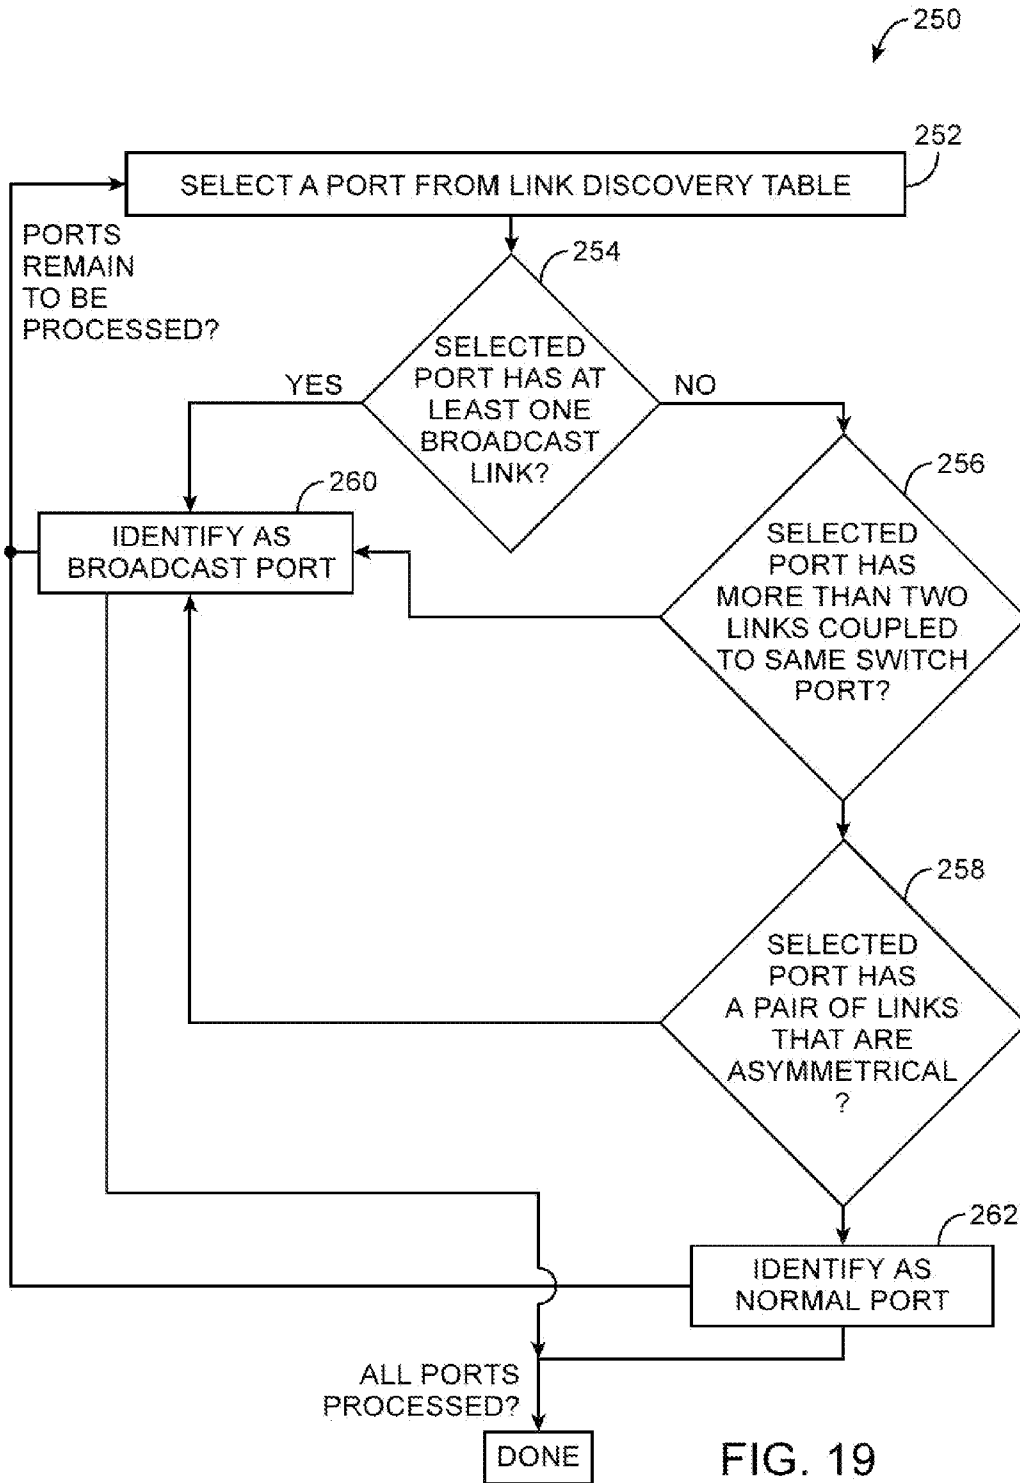 250
252
SELECT A PORT FROM LINK DISCOVERY TABLE
PORTS
REMAIN
TO BE
PROCESSED?
254
SELECTED
PORT HAS AT
LEAST ONE
BROADCAST
LINK?
YES
NO
260
IDENTIFY AS
BROADCAST PORT
256
SELECTED
PORT HAS
MORE THAN TWO
LINKS COUPLED
TO SAME SWITCH
PORT?
258
SELECTED
PORT HAS
A PAIR OF LINKS
THAT ARE
ASYMMETRICAL
?
262
IDENTIFY AS
NORMAL PORT
ALL PORTS
PROCESSED?
DONE
FIG. 19